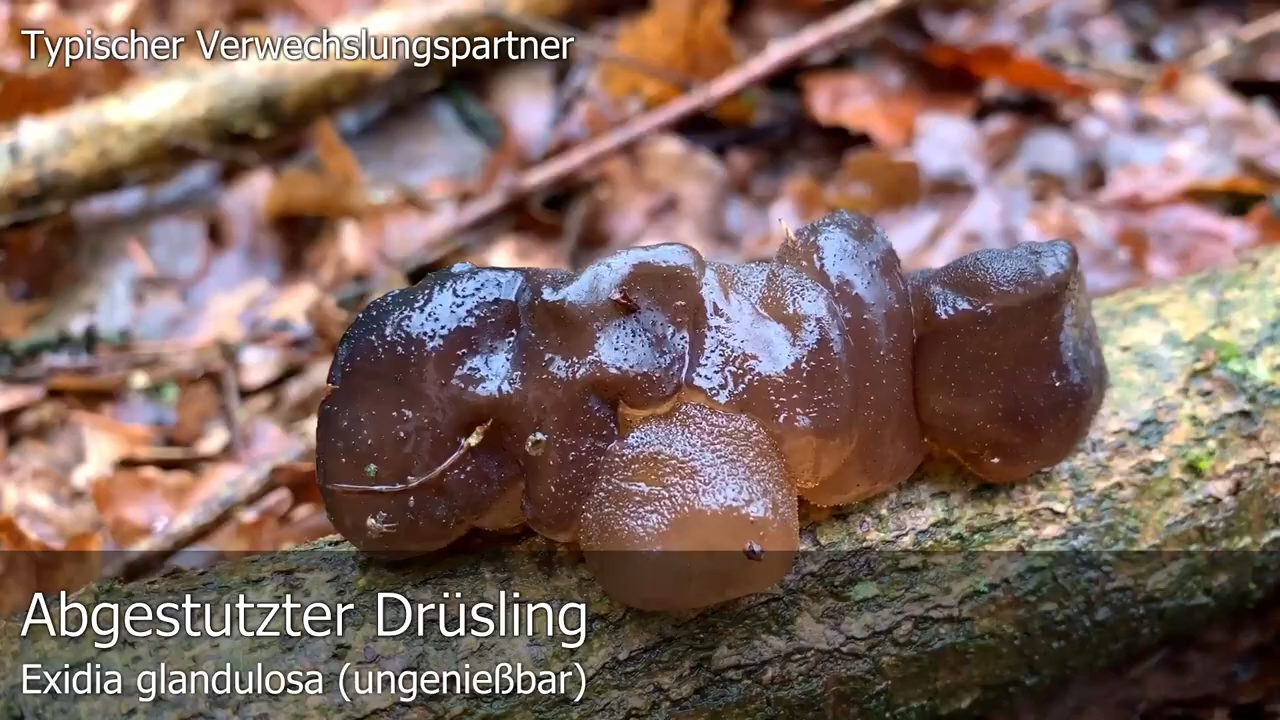 Typischer Verwechslungspartner
Abgestutzter Drüsling
Exidia glandulosa (ungenießbar)